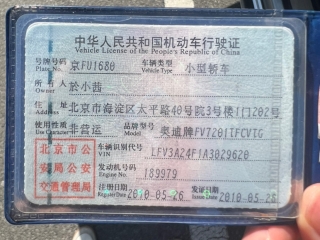 中华人民共和国机动车行驶证
Vehicle License of the People's Republic of China
号牌号码 京FU1680 车辆类型 小型轿车
Plate No. Vehicle Type
所有人 於小茜
Owner
住址 北京市海淀区太平路40号院3号楼1门202号
Address
使用性质 非营运 品牌型号 奥迪牌FV7201TFCVTG
Use Character Model
北京市公安局公安交通管理局
车辆识别代号 LFV3A24F1A3029620
VIN
发动机号码 189979
Engine No.
注册日期 2010-05-26 发证日期 2010-05-26
Register Date Issue Date